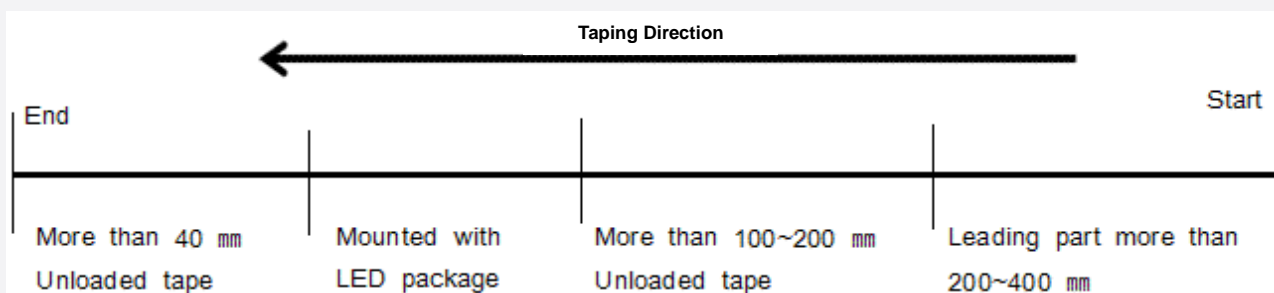 Taping Direction
End
Start
More than 40 ㎜
Unloaded tape
Mounted with
LED package
More than 100~200 ㎜
Unloaded tape
Leading part more than
200~400 ㎜